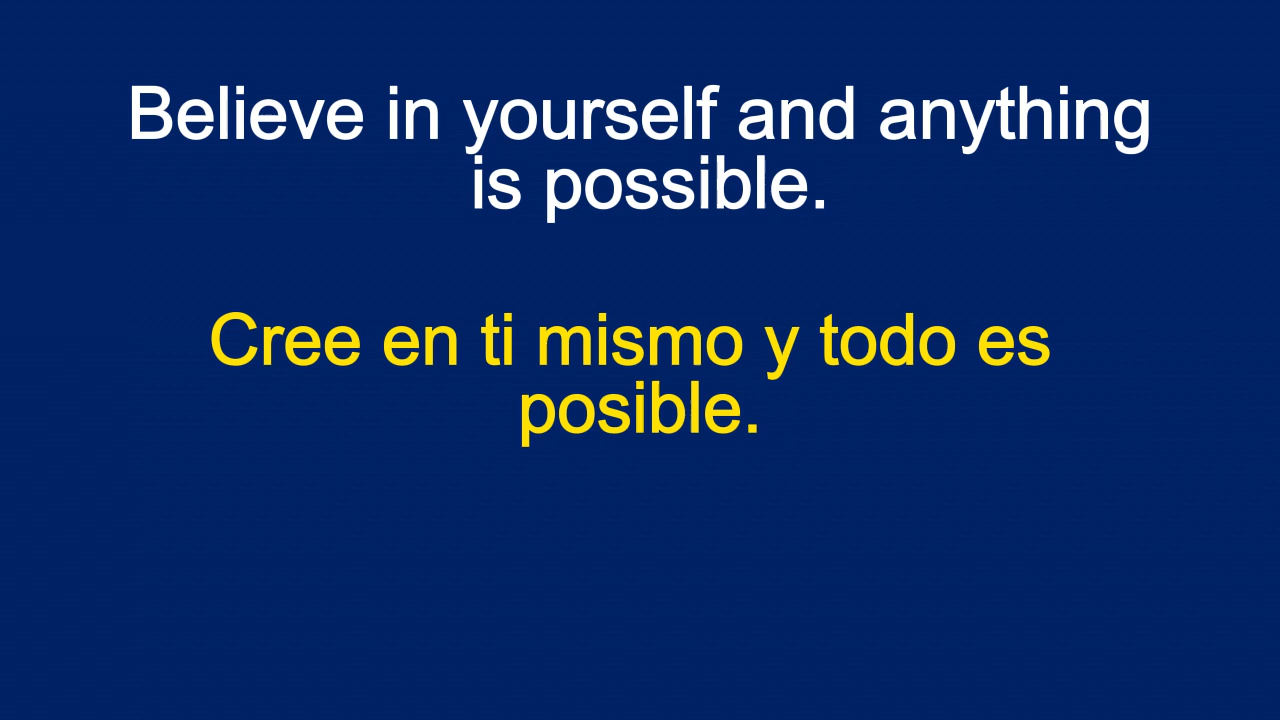 Believe in yourself and anything
is possible.
Cree en ti mismo y todo es
posible.